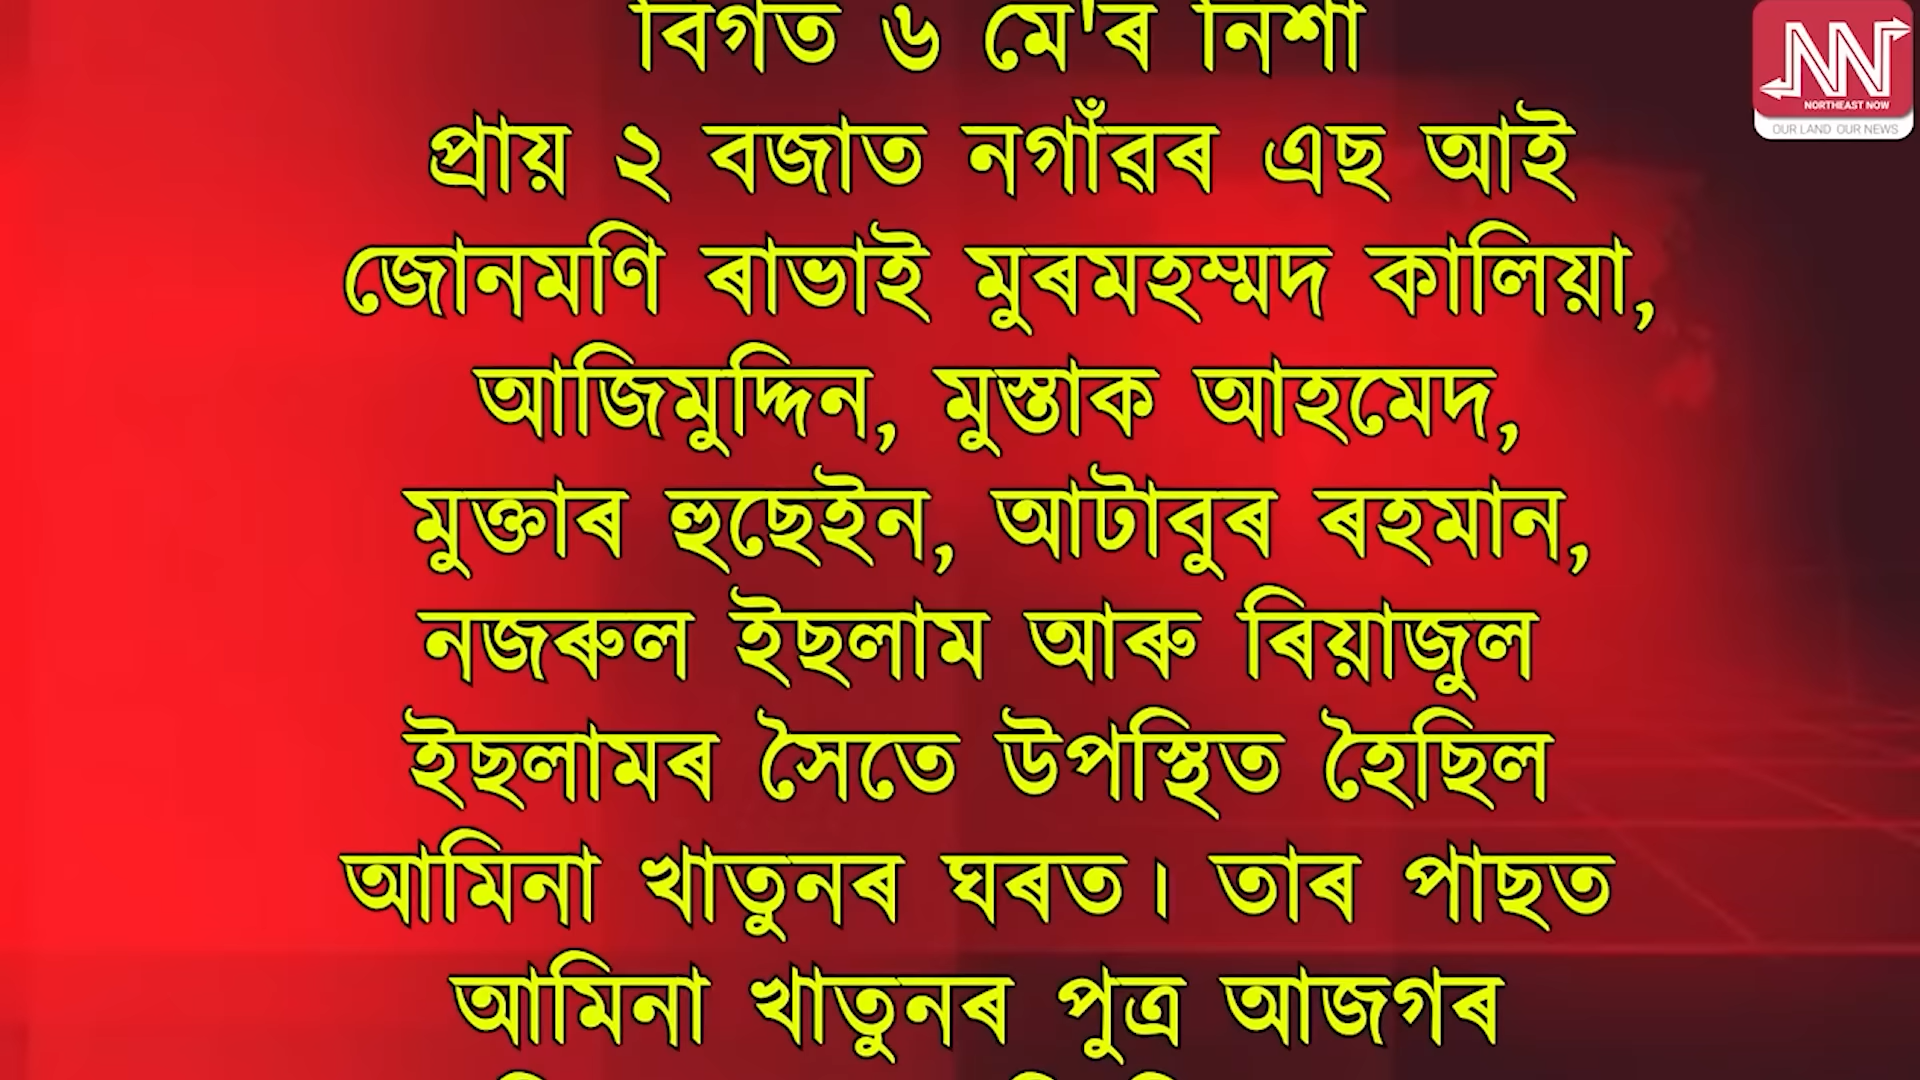 বিগত ৬ মে'ৰ নিশা
প্ৰায় ২ বজাত নগাঁৱৰ এছ আই
জোনমণি ৰাভাই মুৰমহম্মদ কালিয়া,
আজিমুদ্দিন, মুস্তাক আহমেদ,
মুক্তাৰ হুছেইন, আটাবুৰ ৰহমান,
নজৰুল ইছলাম আৰু ৰিয়াজুল
ইছলামৰ সৈতে উপস্থিত হৈছিল
আমিনা খাতুনৰ ঘৰত। তাৰ পাছত
আমিনা খাতুনৰ পুত্ৰ আজগৰ
NN
NORTHEAST NOW
OUR LAND OUR NEWS